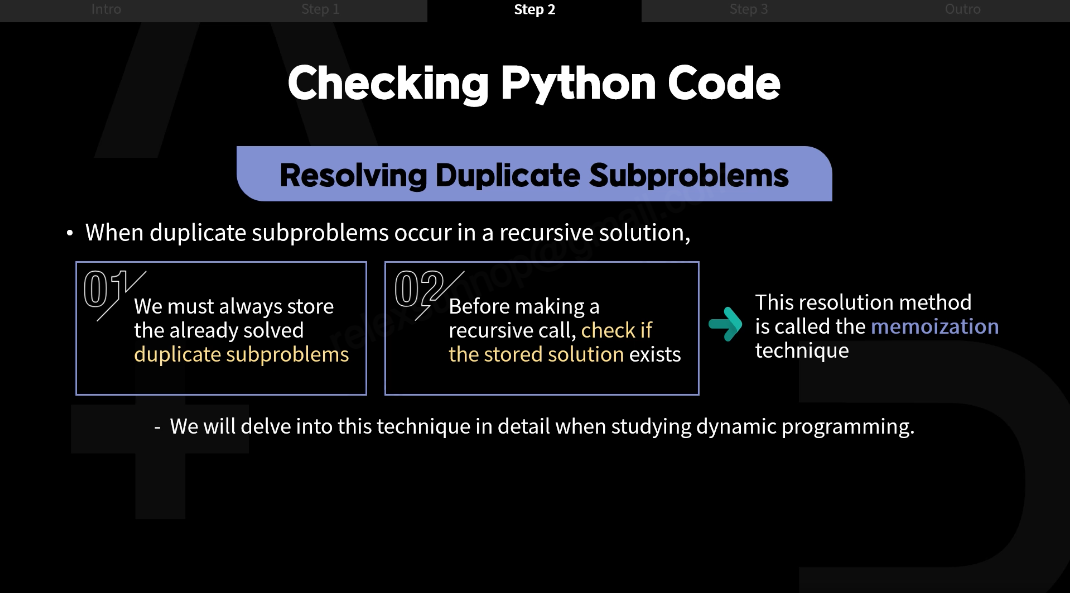 Intro
Step 1
Step 2
Step 3
Outro
Checking Python Code
Resolving Duplicate Subproblems
• When duplicate subproblems occur in a recursive solution,
01
We must always store
the already solved
duplicate subproblems
02
Before making a
recursive call, check if
the stored solution exists
This resolution method
is called the memoization
technique
- We will delve into this technique in detail when studying dynamic programming.